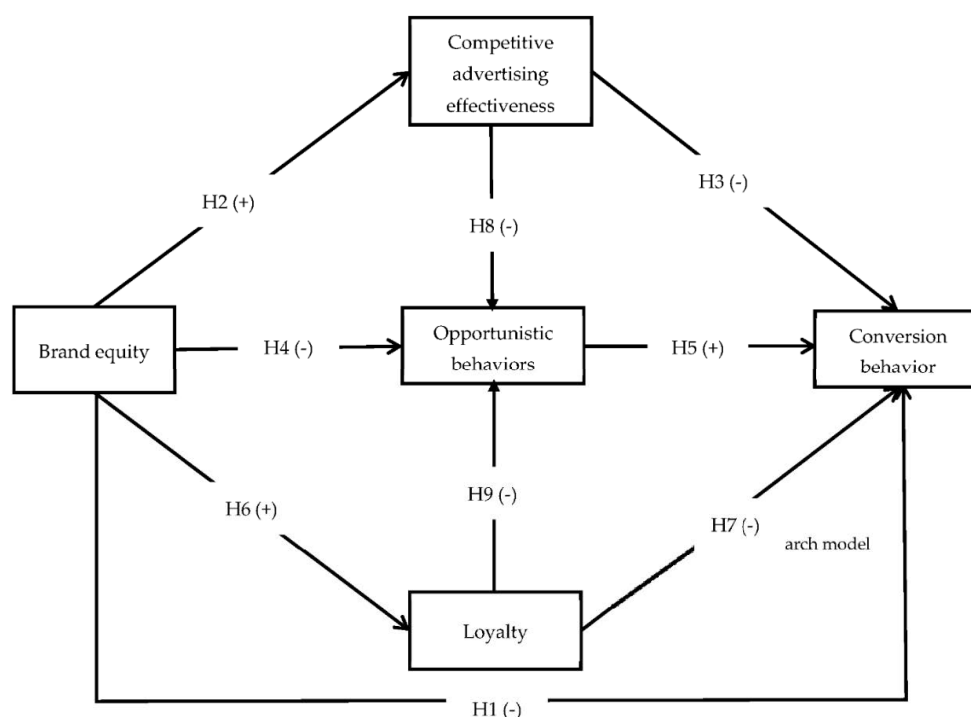 Competitive
advertising
effectiveness
H2 (+)
H3 (-)
H8 (-)
Brand equity
H4 (-)
Opportunistic
behaviors
H5 (+)
Conversion
behavior
H6 (+)
H9 (-)
H7 (-)
arch model
Loyalty
H1 (-)